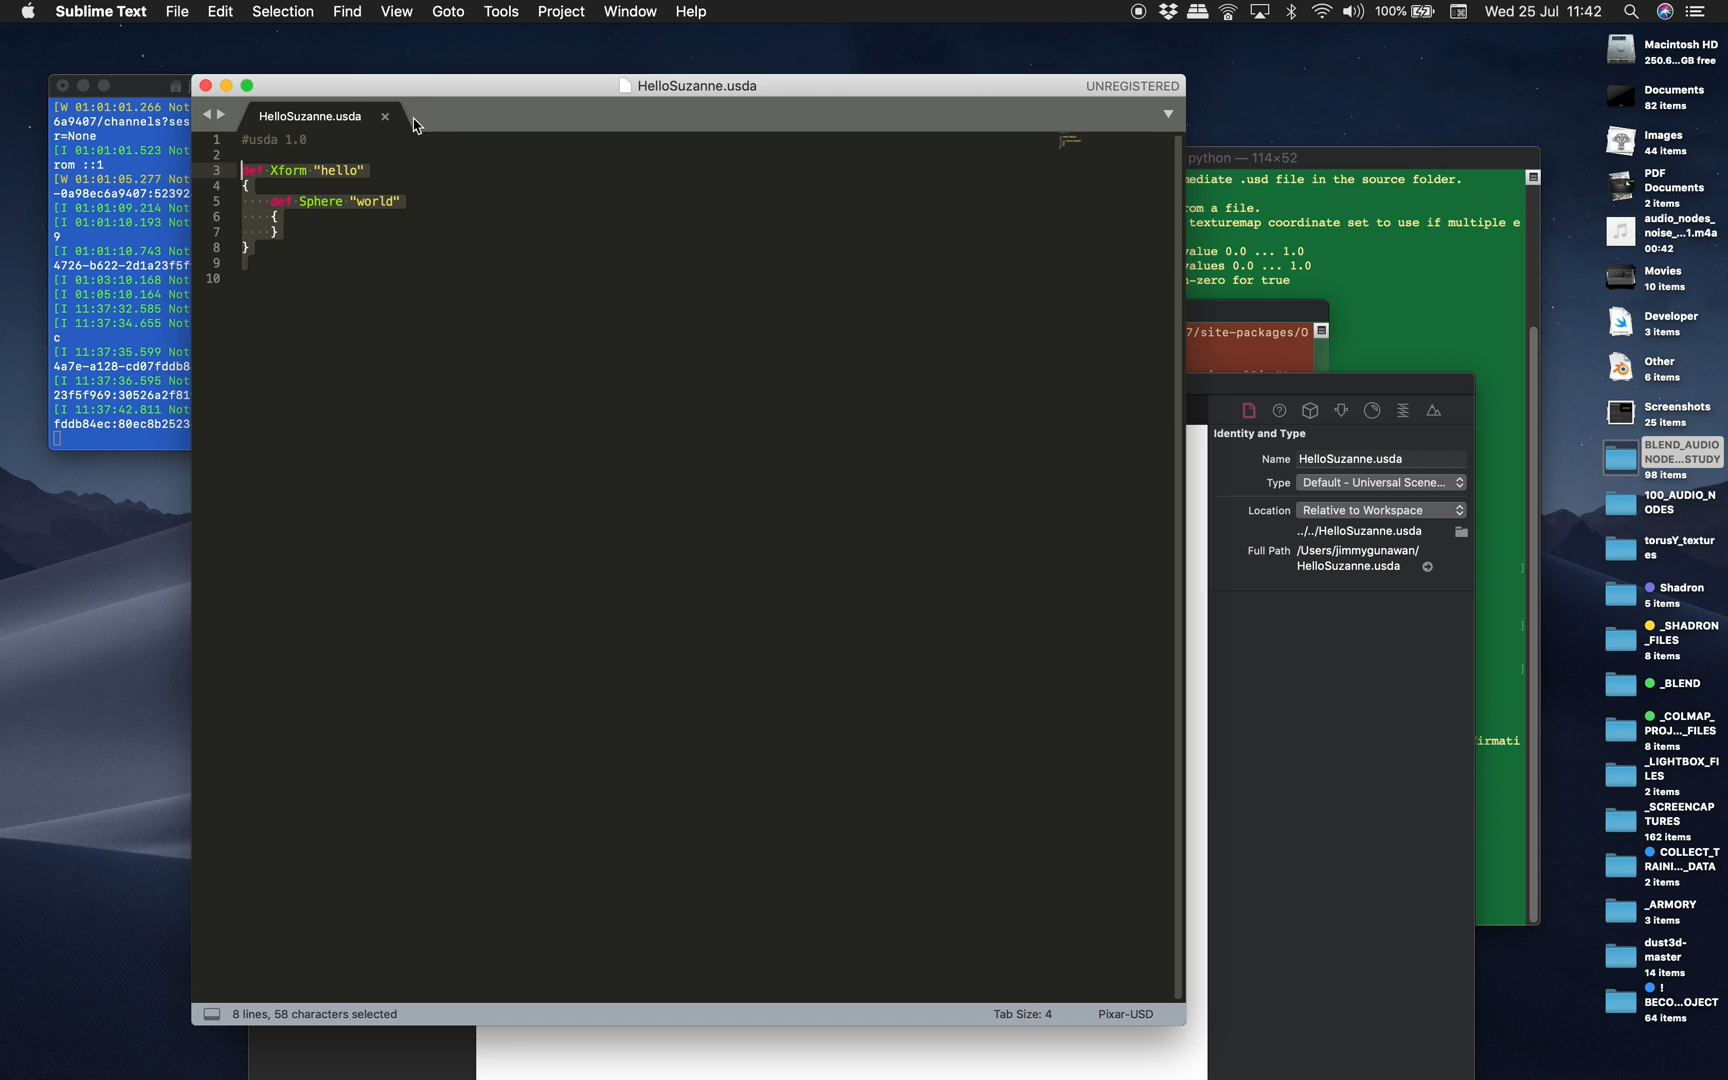 Sublime Text File Edit Selection Find View Goto Tools Project Window Help 100% Wed 25 Jul 11:42
HelloSuzanne.usda
UNREGISTERED
HelloSuzanne.usda
1 #usda 1.0
2
3 def Xform "hello"
4 {
5 ····def Sphere "world"
6 ····{
7 ····}
8 }
9
10
8 lines, 58 characters selected
Tab Size: 4
Pixar-USD
[W 01:01:01.266 Not
6a9407/channels?ses
r=None
[I 01:01:01.523 Not
rom ::1
[W 01:01:05.277 Not
-0a98ec6a9407:52392
[I 01:01:09.214 Not
[I 01:01:10.193 Not
9
[I 01:01:10.743 Not
4726-b622-2d1a23f5f
[I 01:03:10.168 Not
[I 01:05:10.164 Not
[I 11:37:32.585 Not
[I 11:37:34.655 Not
c
[I 11:37:35.599 Not
4a7e-a128-cd07fddb8
[I 11:37:36.595 Not
23f5f969:30526a2f81
[I 11:37:42.811 Not
fddb84ec:80ec8b2523
python — 114×52
mediate .usd file in the source folder.
rom a file.
texturemap coordinate set to use if multiple e
value 0.0 ... 1.0
values 0.0 ... 1.0
n-zero for true
7/site-packages/O
]
]
]
firmati
Identity and Type
Name HelloSuzanne.usda
Type Default - Universal Scene...
Location Relative to Workspace
../../HelloSuzanne.usda
Full Path /Users/jimmygunawan/
HelloSuzanne.usda
Macintosh HD
250.6...GB free
Documents
82 items
Images
44 items
PDF
Documents
2 items
audio_nodes_
noise_...1.m4a
00:42
Movies
10 items
Developer
3 items
Other
6 items
Screenshots
25 items
BLEND_AUDIO
NODE...STUDY
98 items
100_AUDIO_N
ODES
torusY_textur
es
Shadron
5 items
_SHADRON
_FILES
8 items
_BLEND
_COLMAP_
PROJ..._FILES
8 items
_LIGHTBOX_FI
LES
2 items
_SCREENCAP
TURES
162 items
COLLECT_T
RAINI..._DATA
2 items
_ARMORY
3 items
dust3d-
master
14 items
!
BECO...OJECT
64 items